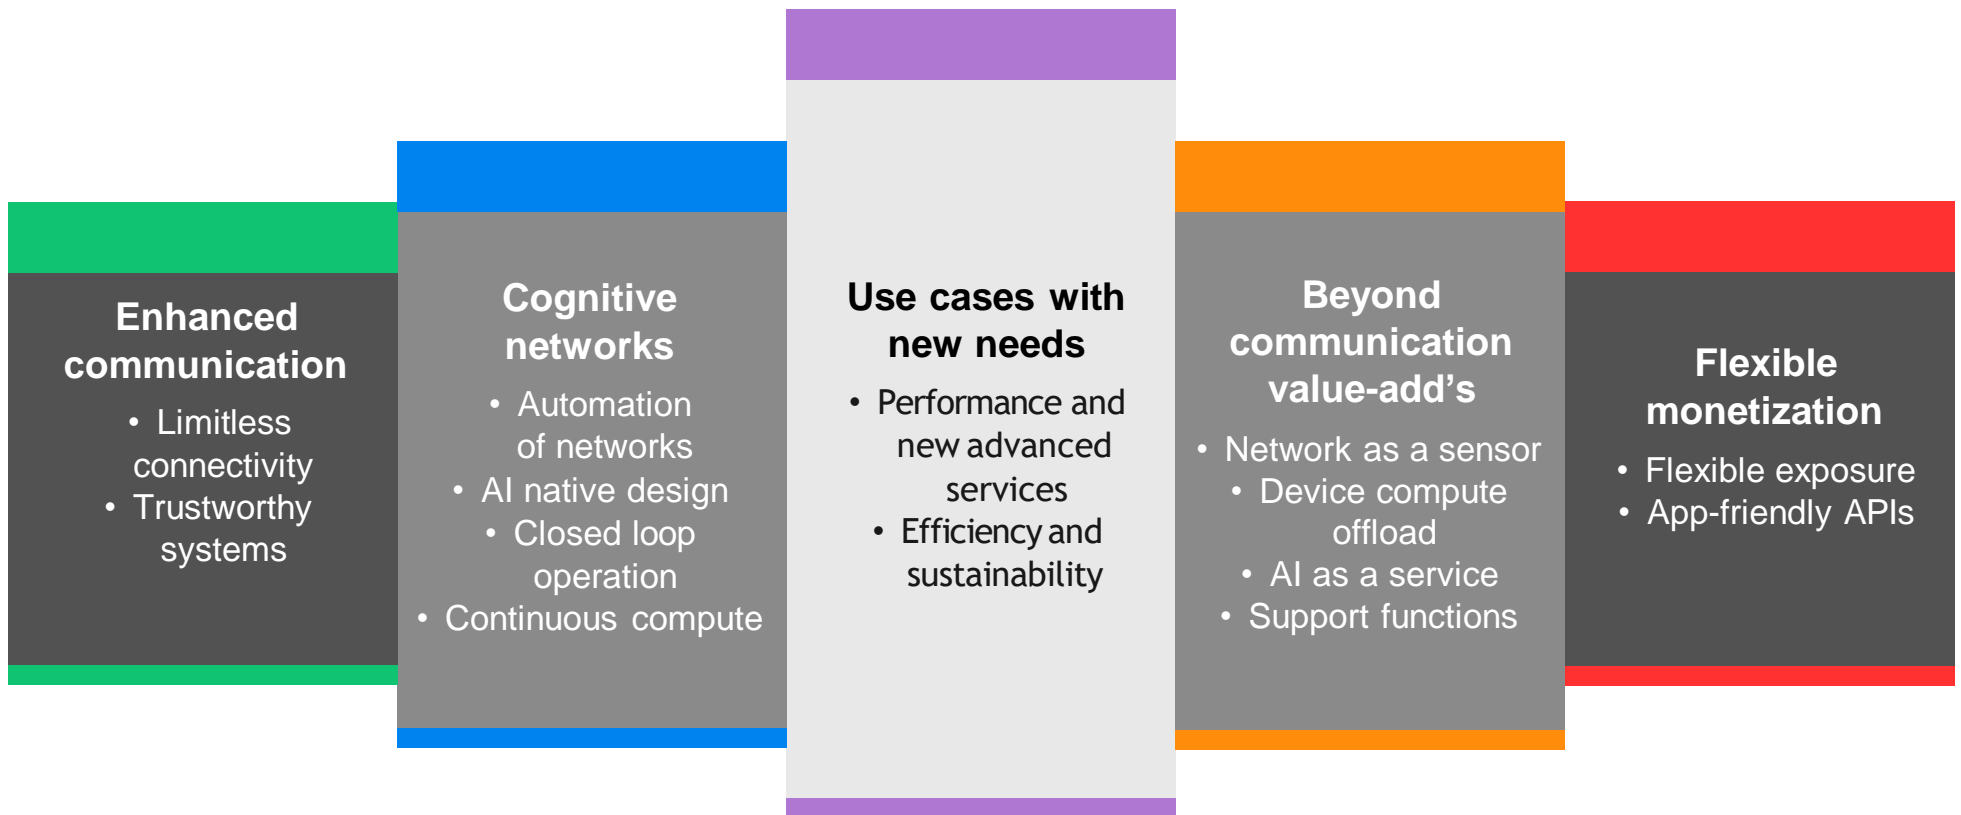 Enhanced
communication
• Limitless
connectivity
• Trustworthy
systems
Cognitive
networks
• Automation
of networks
• AI native design
• Closed loop
operation
• Continuous compute
Use cases with
new needs
• Performance and
new advanced
services
• Efficiency and
sustainability
Beyond
communication
value-add’s
• Network as a sensor
• Device compute
offload
• AI as a service
• Support functions
Flexible
monetization
• Flexible exposure
• App-friendly APIs